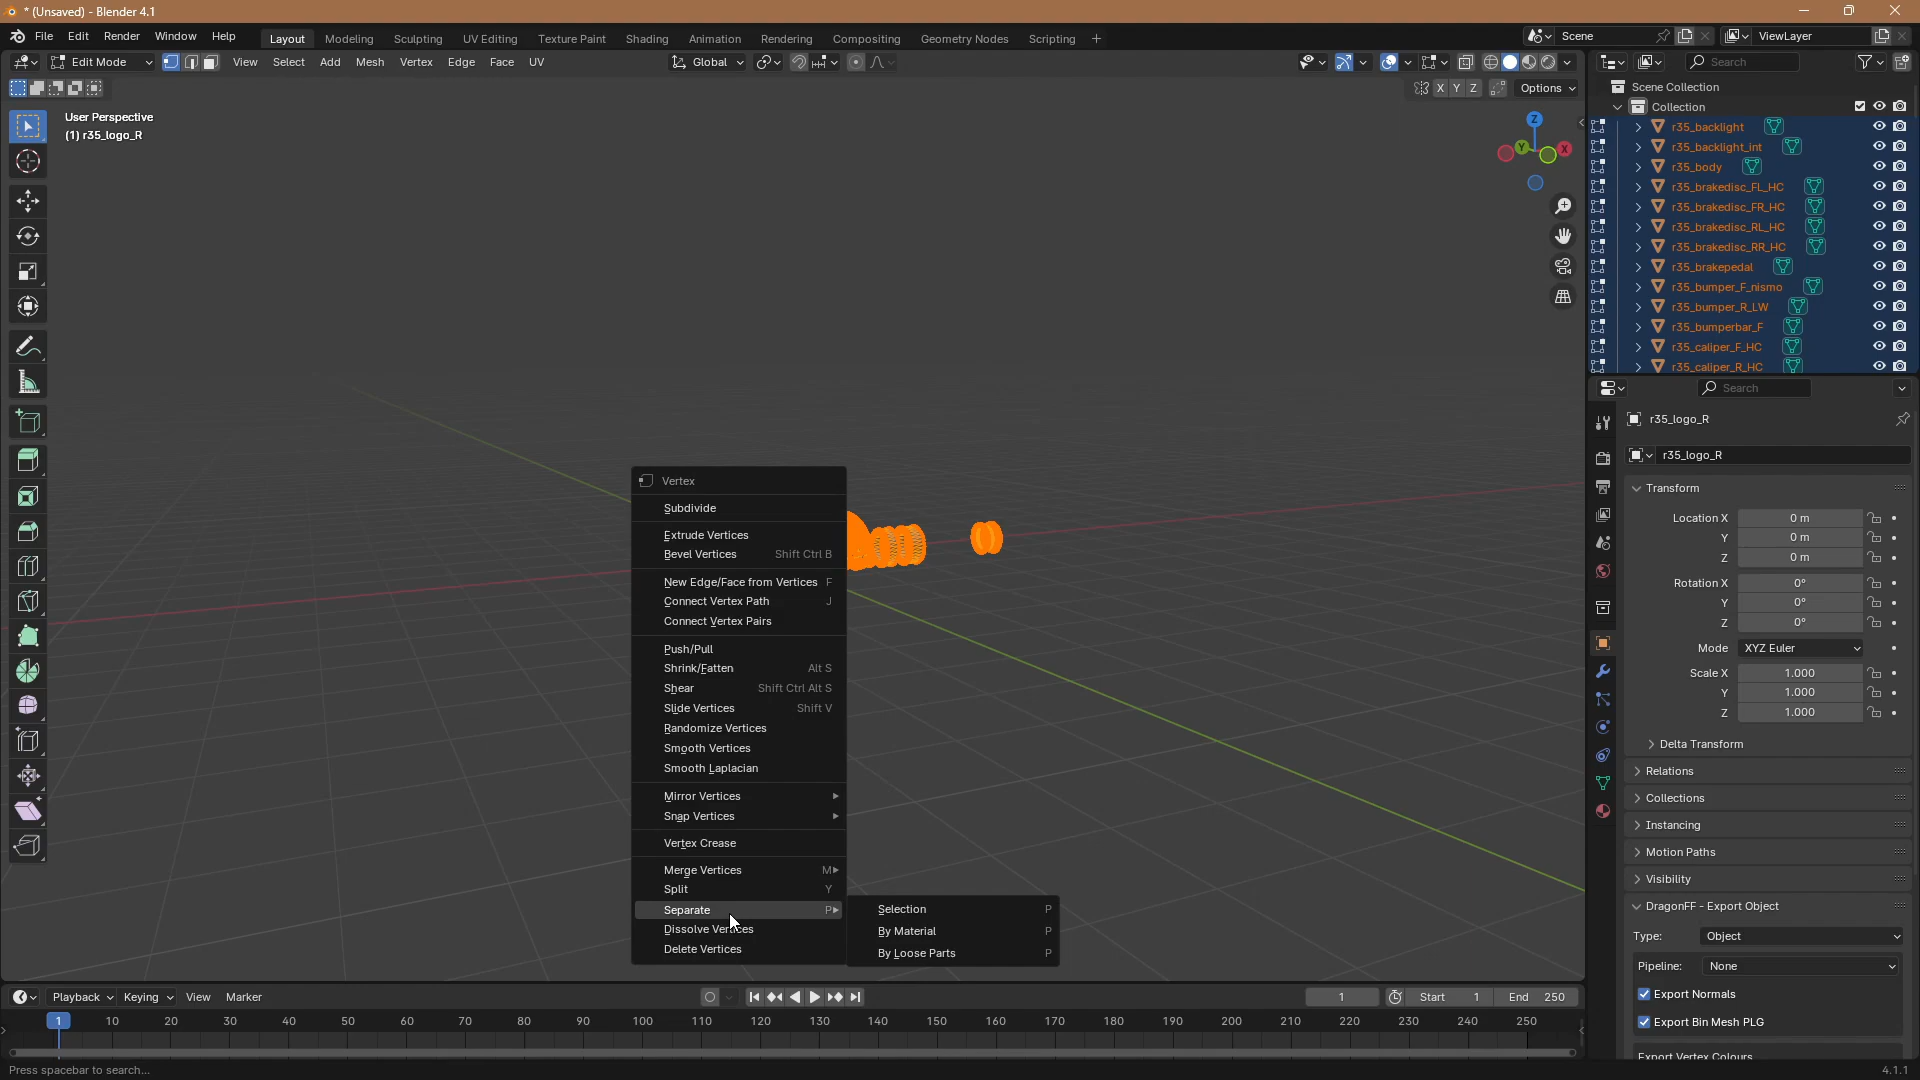 * (Unsaved) - Blender 4.1
File Edit Render Window Help
Layout Modeling Sculpting UV Editing Texture Paint Shading Animation Rendering Compositing Geometry Nodes Scripting +
Scene
ViewLayer
Edit Mode View Select Add Mesh Vertex Edge Face UV
Global
Search
X Y Z Options
User Perspective
(1) r35_logo_R
Z
Y
X
Scene Collection
Collection
r35_backlight
r35_backlight_int
r35_body
r35_brakedisc_FL_HC
r35_brakedisc_FR_HC
r35_brakedisc_RL_HC
r35_brakedisc_RR_HC
r35_brakepedal
r35_bumper_F_nismo
r35_bumper_R_LW
r35_bumperbar_F
r35_caliper_F_HC
r35_caliper_R_HC
Search
r35_logo_R
r35_logo_R
Transform
Location X 0 m
Y 0 m
Z 0 m
Rotation X 0°
Y 0°
Z 0°
Mode XYZ Euler
Scale X 1.000
Y 1.000
Z 1.000
Delta Transform
Relations
Collections
Instancing
Motion Paths
Visibility
DragonFF - Export Object
Type: Object
Pipeline: None
Export Normals
Export Bin Mesh PLG
Export Vertex Colours
Vertex
Subdivide
Extrude Vertices
Bevel Vertices Shift Ctrl B
New Edge/Face from Vertices F
Connect Vertex Path J
Connect Vertex Pairs
Push/Pull
Shrink/Fatten Alt S
Shear Shift Ctrl Alt S
Slide Vertices Shift V
Randomize Vertices
Smooth Vertices
Smooth Laplacian
Mirror Vertices
Snap Vertices
Vertex Crease
Merge Vertices M
Split Y
Separate P
Dissolve Vertices
Delete Vertices
Selection P
By Material P
By Loose Parts P
Playback Keying View Marker
1 Start 1 End 250
1 10 20 30 40 50 60 70 80 90 100 110 120 130 140 150 160 170 180 190 200 210 220 230 240 250
Press spacebar to search...
4.1.1